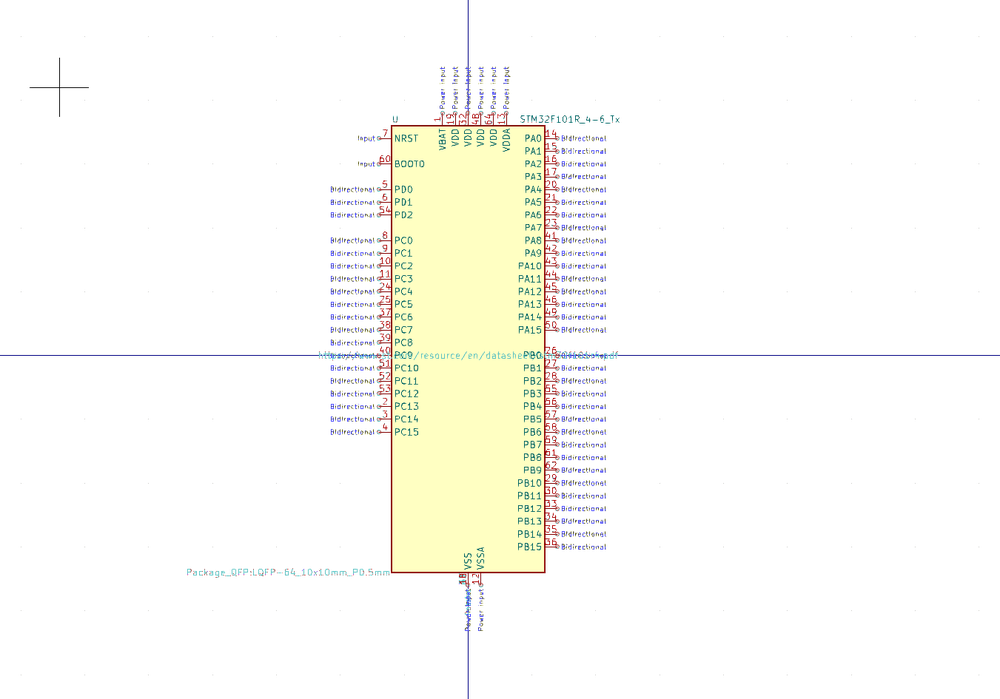 Power input Power input Power input Power input Power input Power input
1 19 32 48 64 13
U STM32F101R_4-6_Tx
VBAT VDD VDD VDD VDD VDDA
Input 7 NRST PA0 14 Bidirectional
PA1 15 Bidirectional
Input 60 BOOT0 PA2 16 Bidirectional
PA3 17 Bidirectional
Bidirectional 5 PD0 PA4 20 Bidirectional
Bidirectional 6 PD1 PA5 21 Bidirectional
Bidirectional 54 PD2 PA6 22 Bidirectional
PA7 23 Bidirectional
Bidirectional 8 PC0 PA8 41 Bidirectional
Bidirectional 9 PC1 PA9 42 Bidirectional
Bidirectional 10 PC2 PA10 43 Bidirectional
Bidirectional 11 PC3 PA11 44 Bidirectional
Bidirectional 24 PC4 PA12 45 Bidirectional
Bidirectional 25 PC5 PA13 46 Bidirectional
Bidirectional 37 PC6 PA14 49 Bidirectional
Bidirectional 38 PC7 PA15 50 Bidirectional
Bidirectional 39 PC8
40 PC9 /resource/en/datashe PB0 26
Bidirectional 51 PC10 PB1 27 Bidirectional
Bidirectional 52 PC11 PB2 28 Bidirectional
Bidirectional 53 PC12 PB3 55 Bidirectional
Bidirectional 2 PC13 PB4 56 Bidirectional
Bidirectional 3 PC14 PB5 57 Bidirectional
Bidirectional 4 PC15 PB6 58 Bidirectional
PB7 59 Bidirectional
PB8 61 Bidirectional
PB9 62 Bidirectional
PB10 29 Bidirectional
PB11 30 Bidirectional
PB12 33 Bidirectional
PB13 34 Bidirectional
PB14 35 Bidirectional
PB15 36 Bidirectional
VSS VSSA
Package_QFP:LQFP-64_10x10mm_P0.5mm
12
Power input